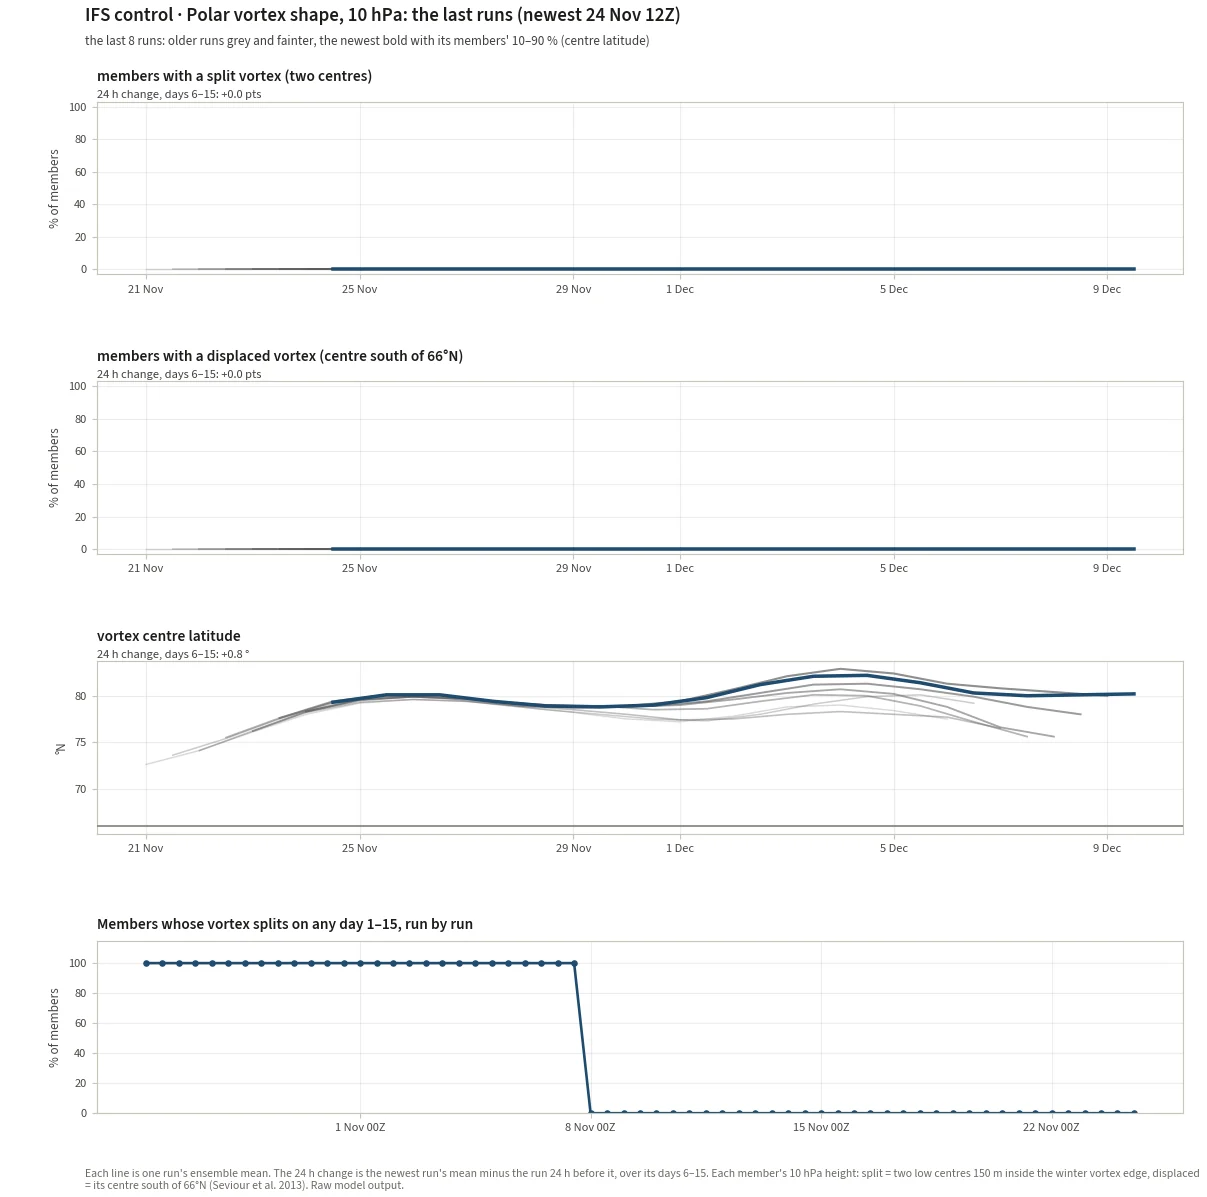 IFS control · Polar vortex shape, 10 hPa: the last runs (newest 24 Nov 12Z)
the last 8 runs: older runs grey and fainter, the newest bold with its members' 10–90 % (centre latitude)
members with a split vortex (two centres)
24 h change, days 6–15: +0.0 pts
100
80
60
40
20
0
% of members
21 Nov
25 Nov
29 Nov
1 Dec
5 Dec
9 Dec
members with a displaced vortex (centre south of 66°N)
24 h change, days 6–15: +0.0 pts
100
80
60
40
20
0
% of members
21 Nov
25 Nov
29 Nov
1 Dec
5 Dec
9 Dec
vortex centre latitude
24 h change, days 6–15: +0.8 °
80
75
70
°N
21 Nov
25 Nov
29 Nov
1 Dec
5 Dec
9 Dec
Members whose vortex splits on any day 1–15, run by run
100
80
60
40
20
0
% of members
1 Nov 00Z
8 Nov 00Z
15 Nov 00Z
22 Nov 00Z
Each line is one run's ensemble mean. The 24 h change is the newest run's mean minus the run 24 h before it, over its days 6–15. Each member's 10 hPa height: split = two low centres 150 m inside the winter vortex edge, displaced
= its centre south of 66°N (Seviour et al. 2013). Raw model output.